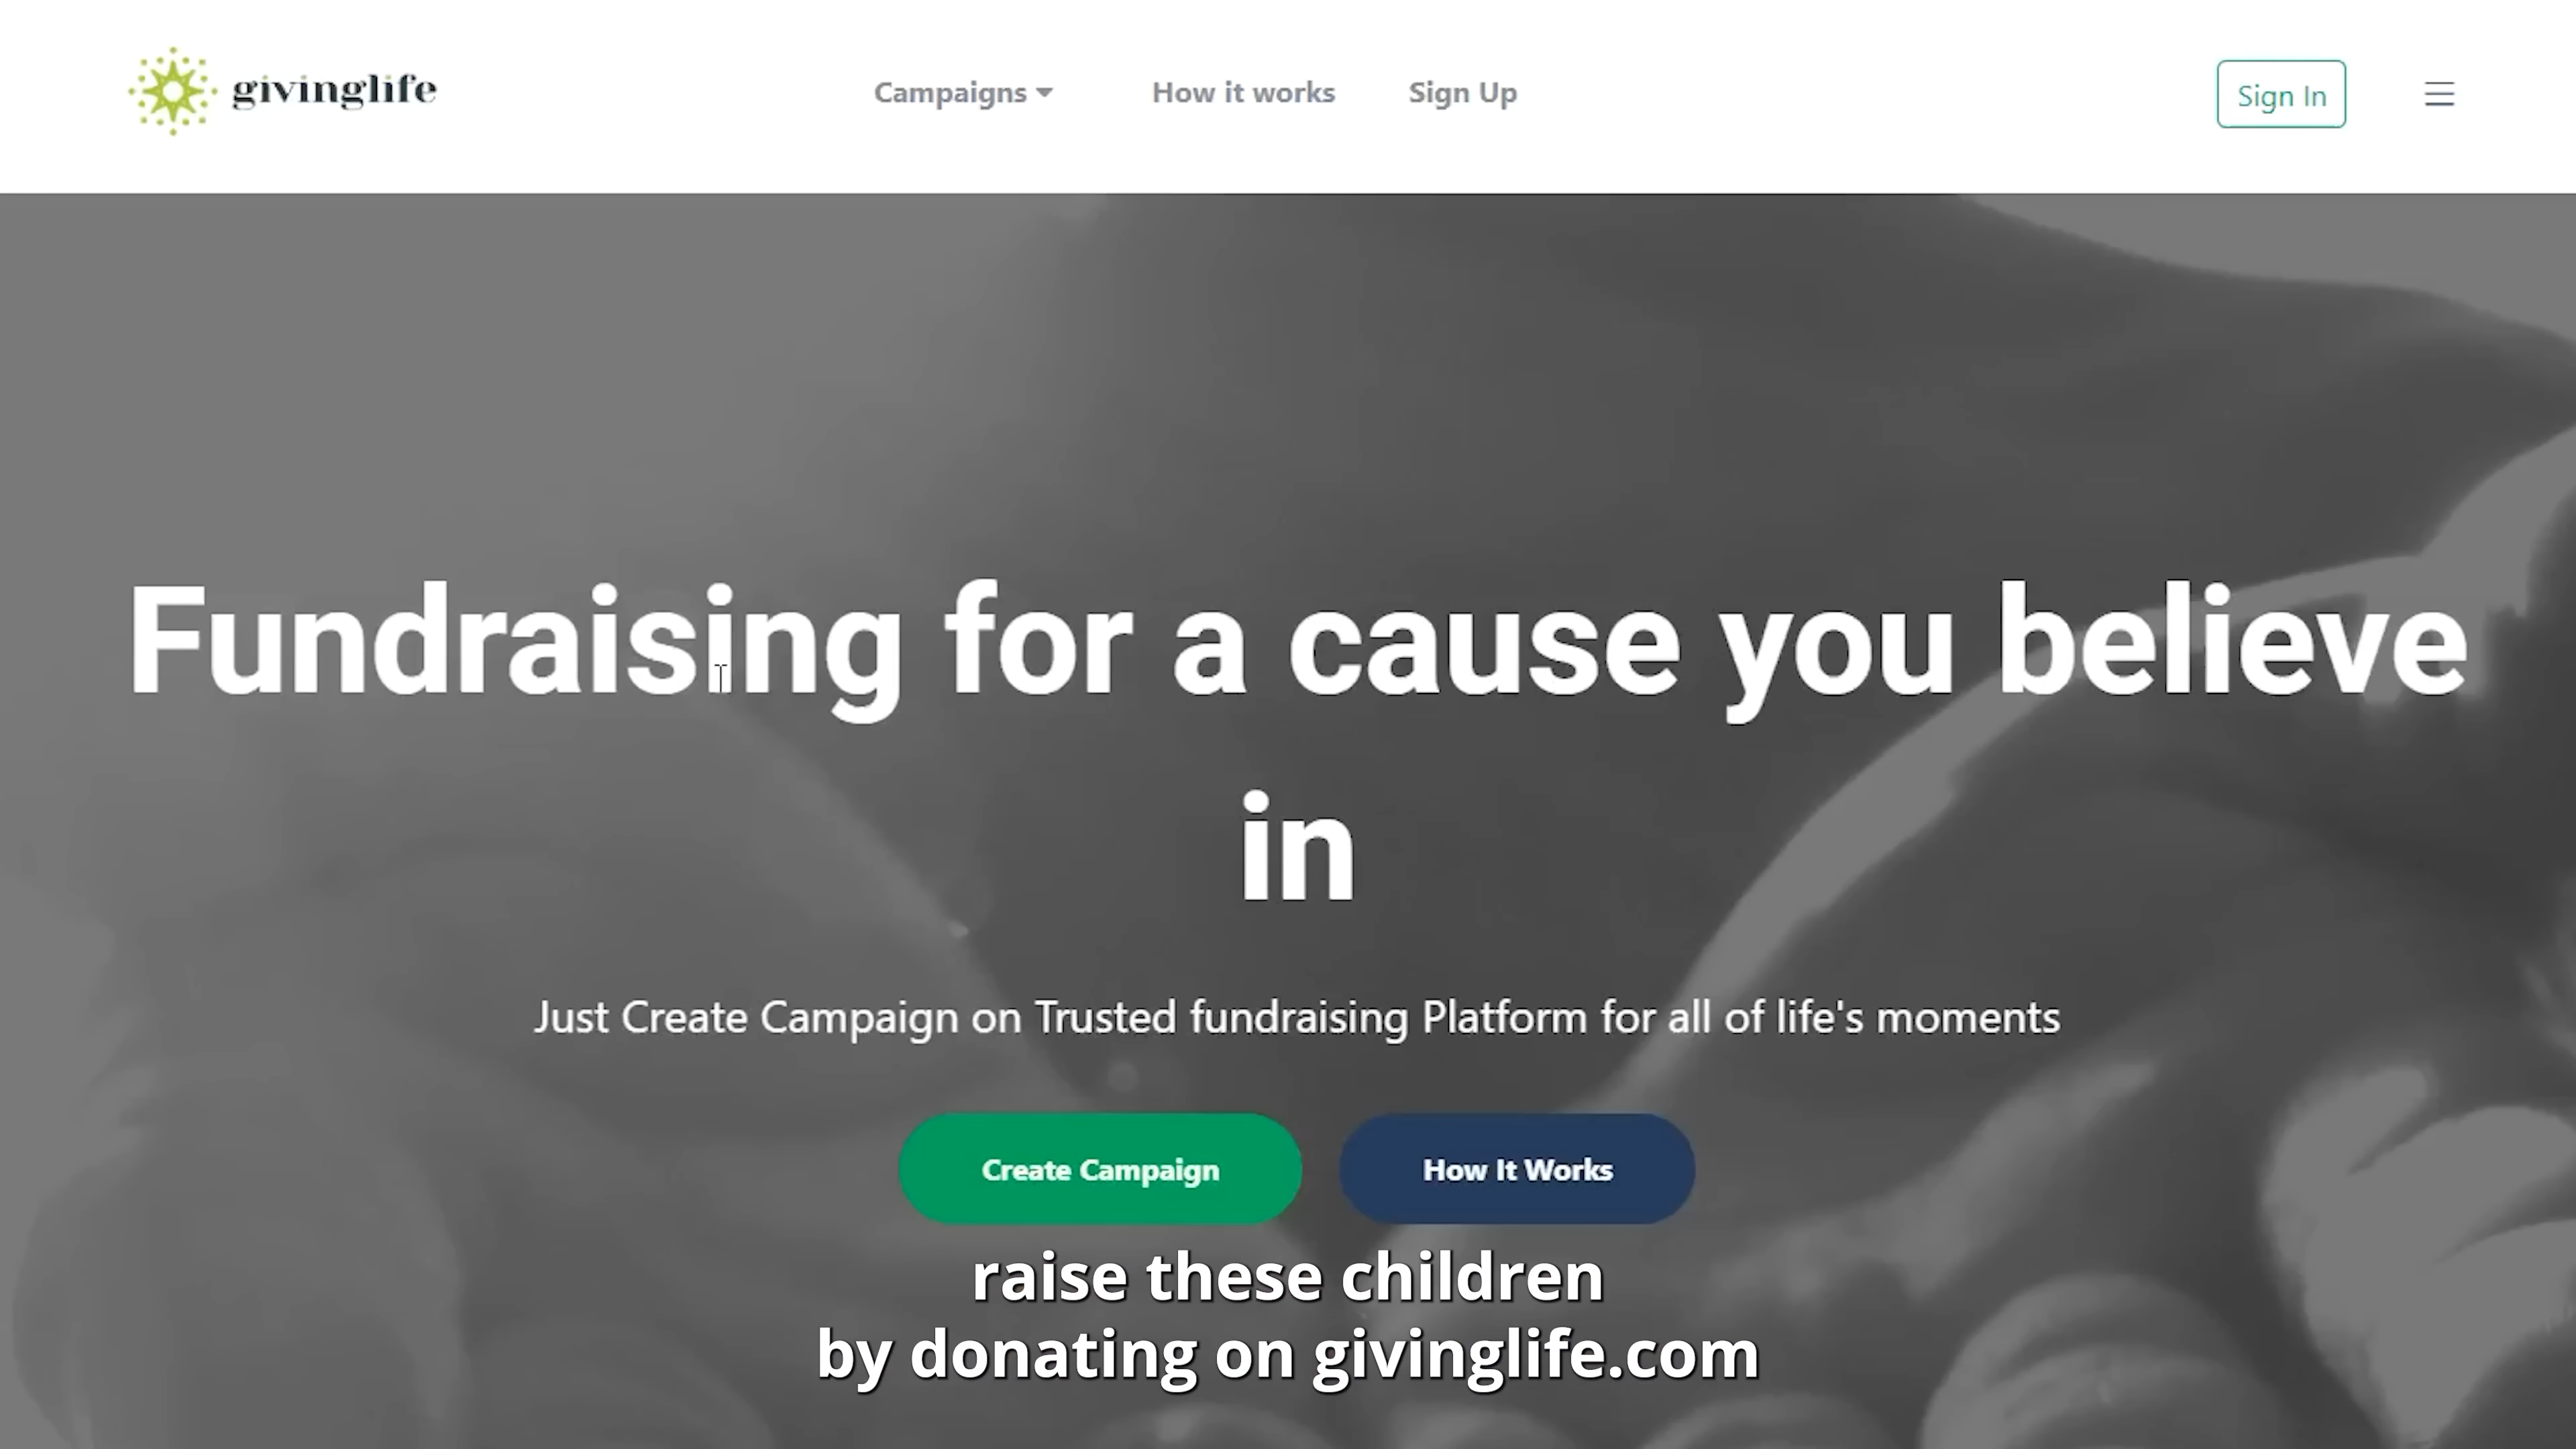 givinglife
Campaigns
How it works
Sign Up
Sign In
Fundraising for a cause you believe
in
Just Create Campaign on Trusted fundraising Platform for all of life's moments
Create Campaign
How It Works
raise these children
by donating on givinglife.com